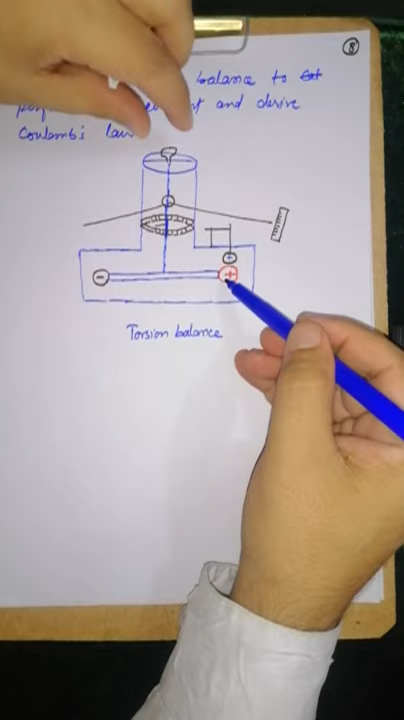 8
balance to
and derive
Coulomb's law
+
−
+
Torsion balance